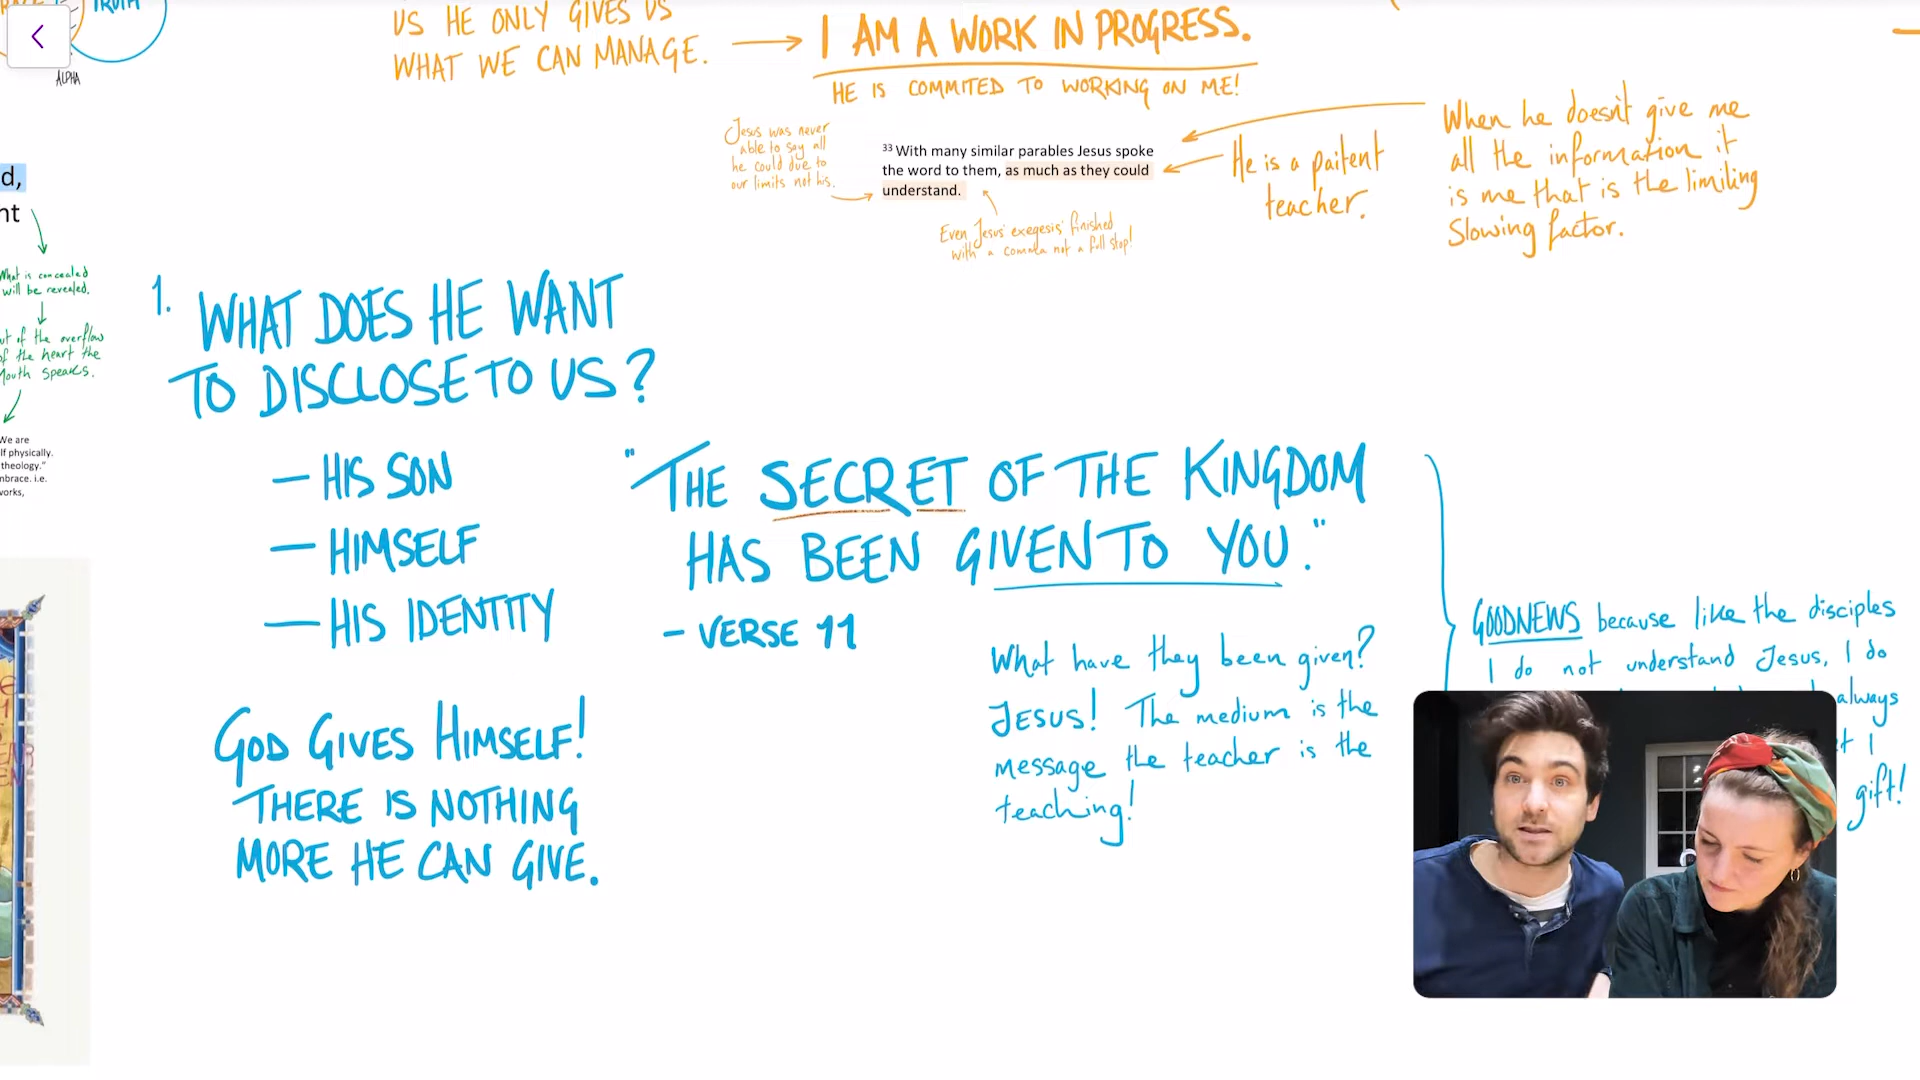 TRUTH
ALPHA
US HE ONLY GIVES US
WHAT WE CAN MANAGE.
I AM A WORK IN PROGRESS.
HE IS COMMITED TO WORKING ON ME!
Jesus was never
able to say all
he could due to
our limits not his.
33 With many similar parables Jesus spoke
the word to them, as much as they could
understand.
Even Jesus' exegesis finished
with a comma not a full stop!
He is a paitent
teacher.
When he doesn't give me
all the information it
is me that is the limiting
Slowing factor.
d,
nt
What is concealed
will be revealed.
ut of the overflow
of the heart the
Mouth speaks.
We are
lf physically.
theology."
mbrace. i.e.
works,
1. WHAT DOES HE WANT
TO DISCLOSE TO US?
— HIS SON
— HIMSELF
— HIS IDENTITY
GOD GIVES HIMSELF!
THERE IS NOTHING
MORE HE CAN GIVE.
"THE SECRET OF THE KINGDOM
HAS BEEN GIVEN TO YOU."
- VERSE 11
What have they been given?
JESUS! The medium is the
message the teacher is the
teaching!
GOODNEWS because like the disciples
I do not understand Jesus, I do
always
I
gift!